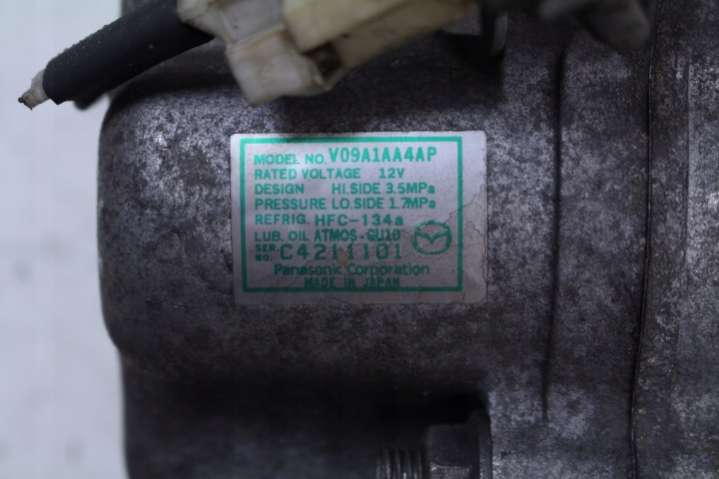 MODEL NO. V09A1AA4AP
RATED VOLTAGE 12V
DESIGN HI.SIDE 3.5MPa
PRESSURE LO.SIDE 1.7MPa
REFRIG. HFC-134a
LUB. OIL ATMOS-GU10
SER. NO. C4211101
Panasonic Corporation
MADE IN JAPAN